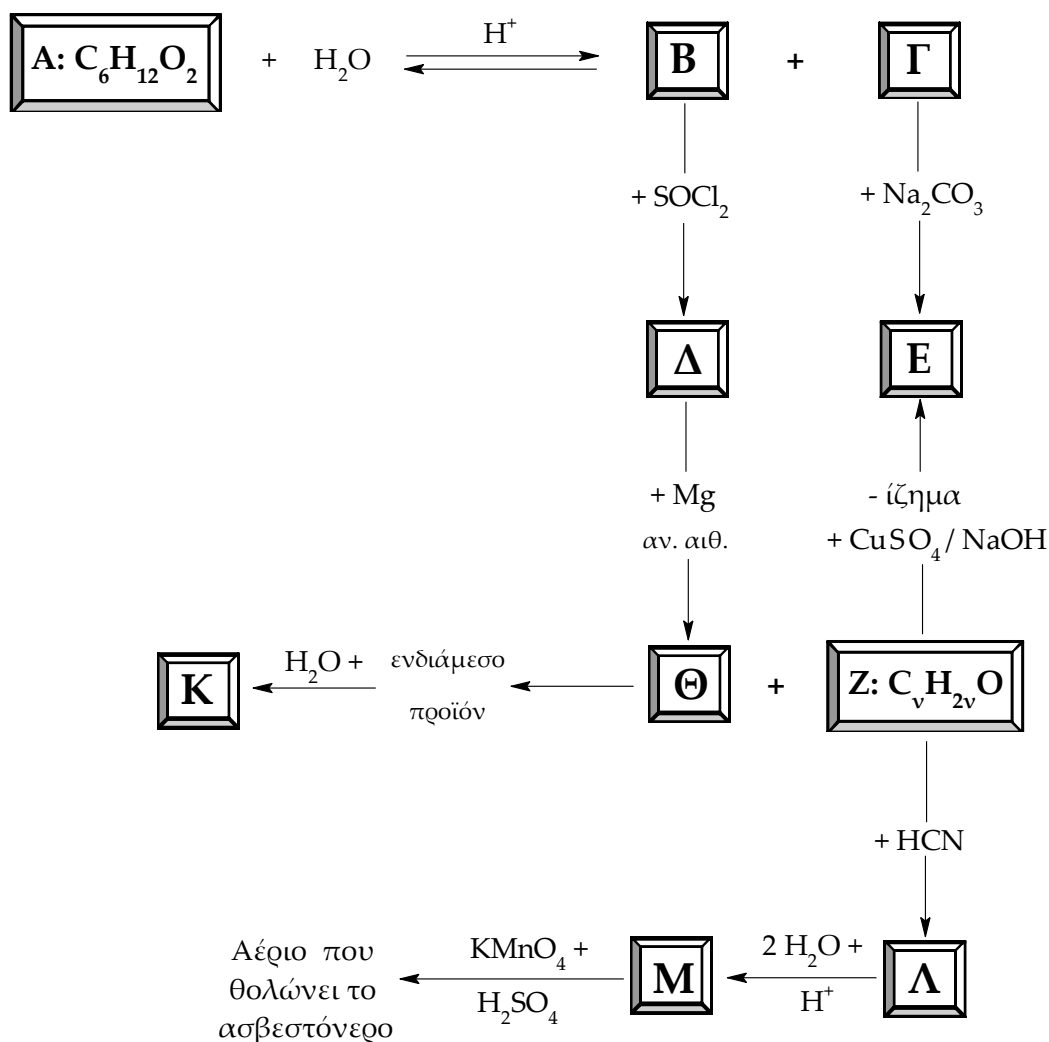 Α: C₆H₁₂O₂ + H₂O H⁺ Β + Γ
+ SOCl₂ + Na₂CO₃
Δ Ε
+ Mg - ίζημα
αν. αιθ. + CuSO₄ / NaOH
Κ H₂O + ενδιάμεσο Θ + Ζ: CᵥH₂ᵥO
προϊόν
+ HCN
Αέριο που KMnO₄ + Μ 2 H₂O + Λ
θολώνει το H₂SO₄ H⁺
ασβεστόνερο